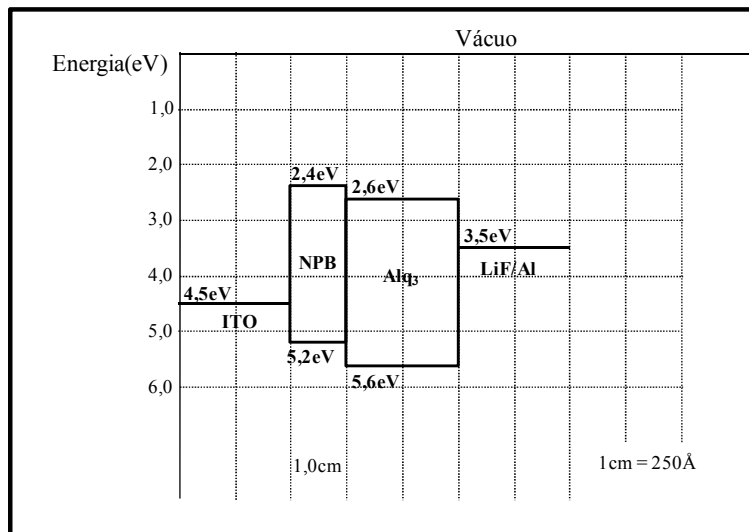 Vácuo
Energia(eV)
1,0
2,0
2,4eV
2,6eV
3,0
3,5eV
NPB
LiF/Al
4,0
Alq₃
4,5eV
ITO
5,0
5,2eV
5,6eV
6,0
1,0cm
1cm = 250Å